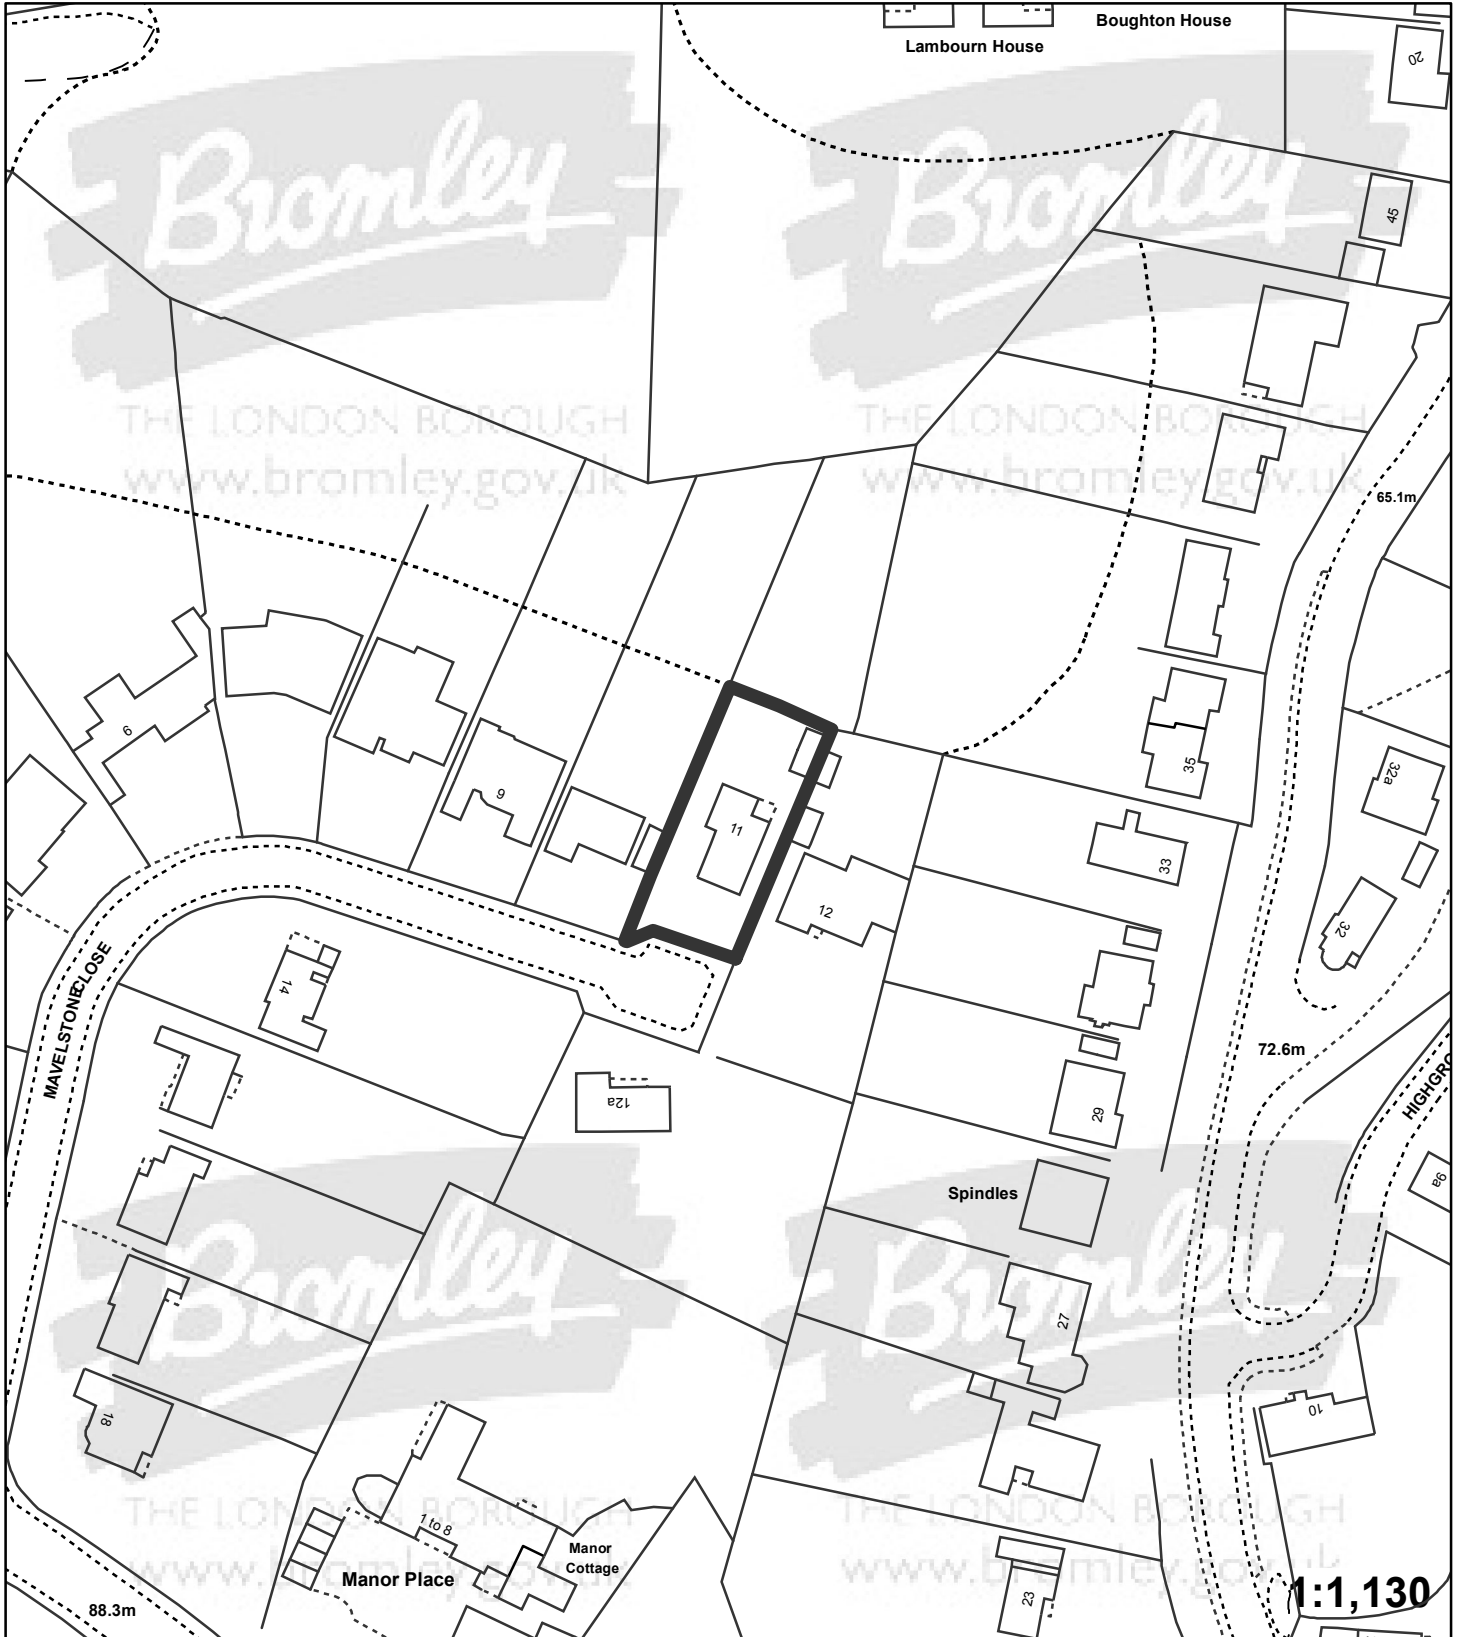 Boughton House
Lambourn House
20
Bromley
Bromley
45
THE LONDON BOROUGH
www.bromley.gov.uk
THE LONDON BOROUGH
www.bromley.gov.uk
65.1m
6
9
11
35
32a
33
12
32
14
MAVELSTONE CLOSE
72.6m
12a
29
HIGHGRO
9a
Spindles
Bromley
Bromley
27
18
10
THE LONDON BOROUGH
www.bromley.gov.uk
THE LONDON BOROUGH
www.bromley.gov.uk
1 to 8
Manor
Cottage
Manor Place
23
88.3m
1:1,130